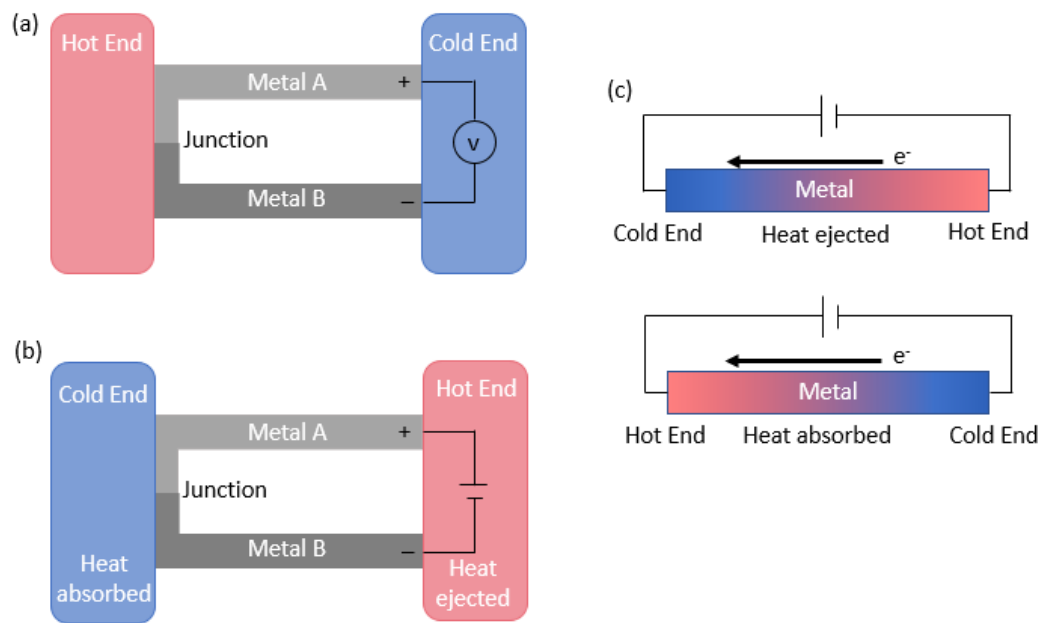 (a)
Hot End
Cold End
Metal A
+
Junction
V
Metal B
–
(b)
Cold End
Hot End
Metal A
+
Junction
Metal B
–
Heat
absorbed
Heat
ejected
(c)
e-
Metal
Cold End
Heat ejected
Hot End
e-
Metal
Hot End
Heat absorbed
Cold End